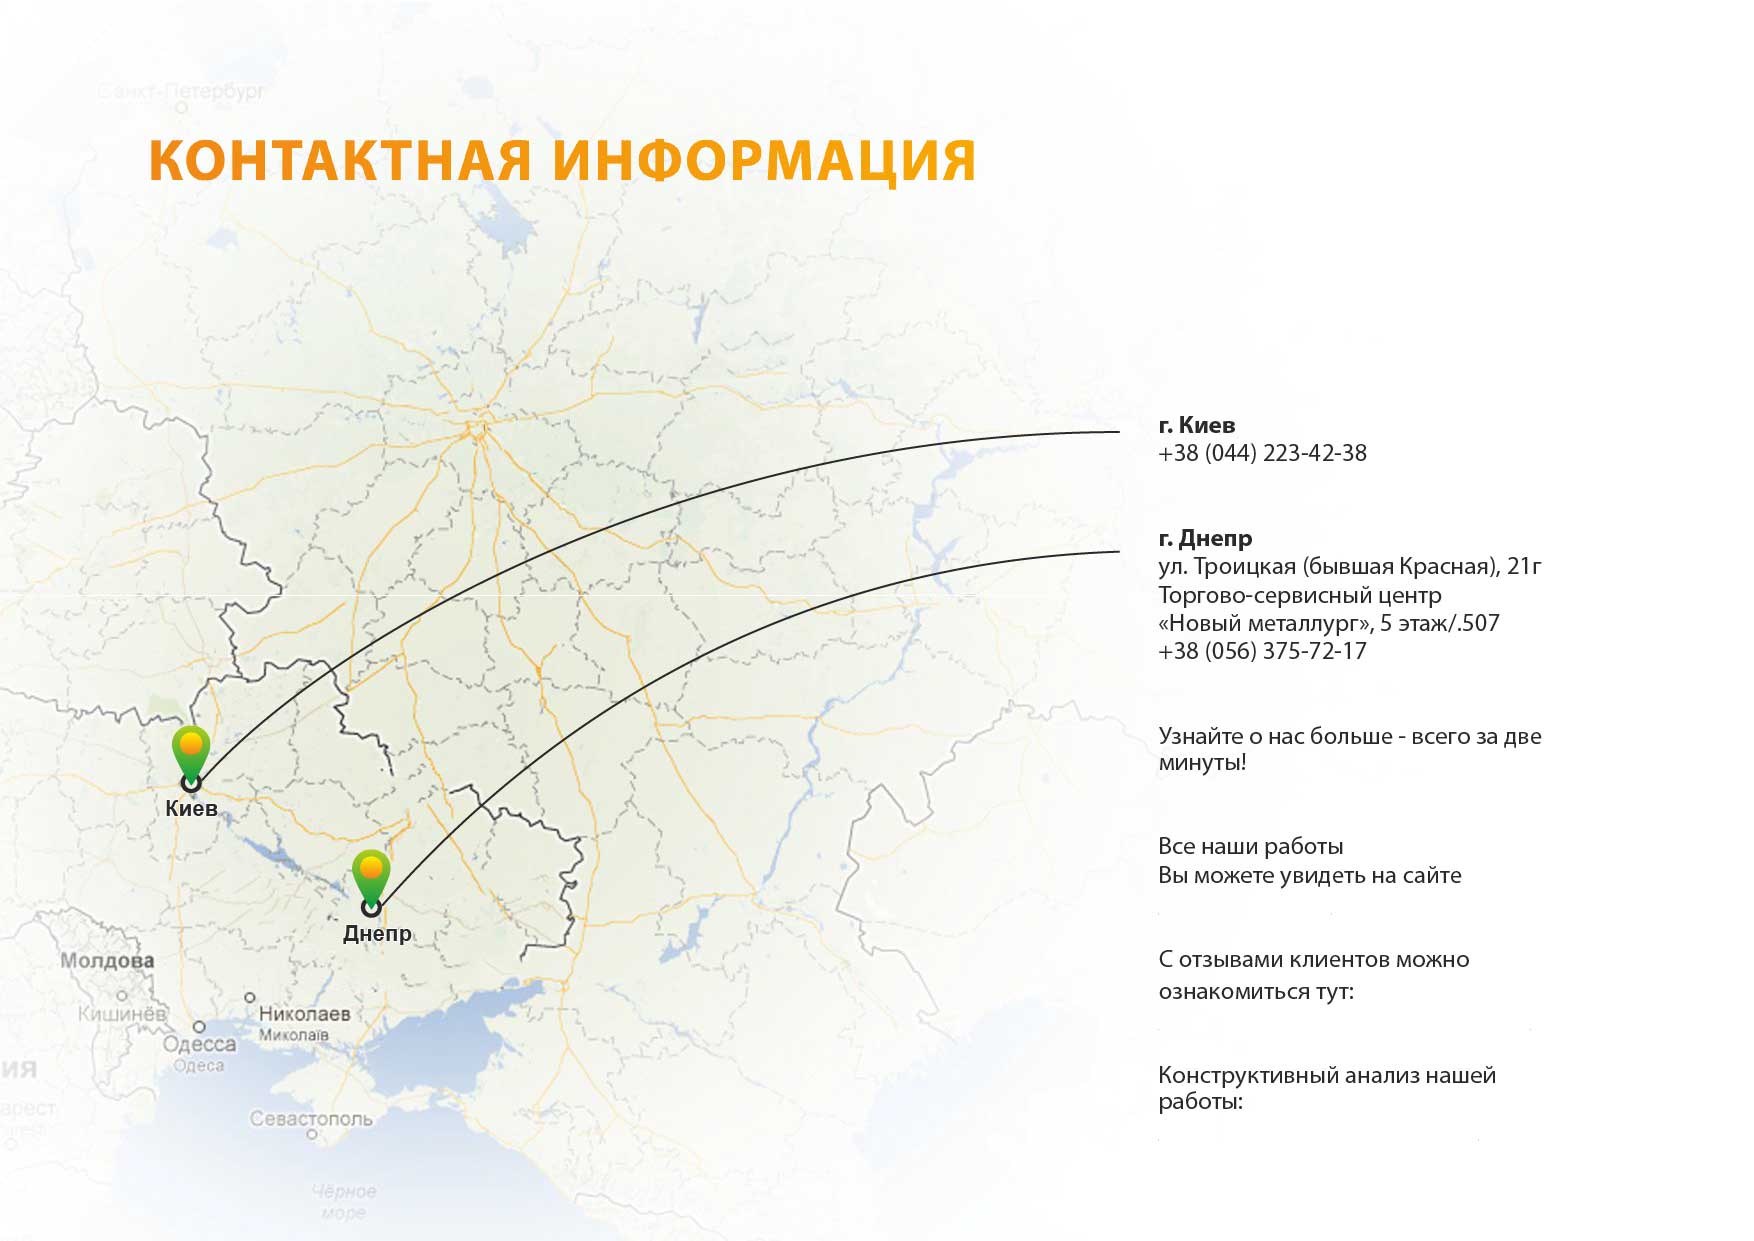 Санкт-Петербург
КОНТАКТНАЯ ИНФОРМАЦИЯ
г. Киев
+38 (044) 223-42-38
г. Днепр
ул. Троицкая (бывшая Красная), 21г
Торгово-сервисный центр
«Новый металлург», 5 этаж/.507
+38 (056) 375-72-17
Узнайте о нас больше - всего за две
минуты!
Все наши работы
Вы можете увидеть на сайте
С отзывами клиентов можно
ознакомиться тут:
Конструктивный анализ нашей
работы:
Киев
Днепр
Молдова
Кишинёв
Николаев
Миколаїв
Одесса
Одеса
Севастополь
Чёрное
море